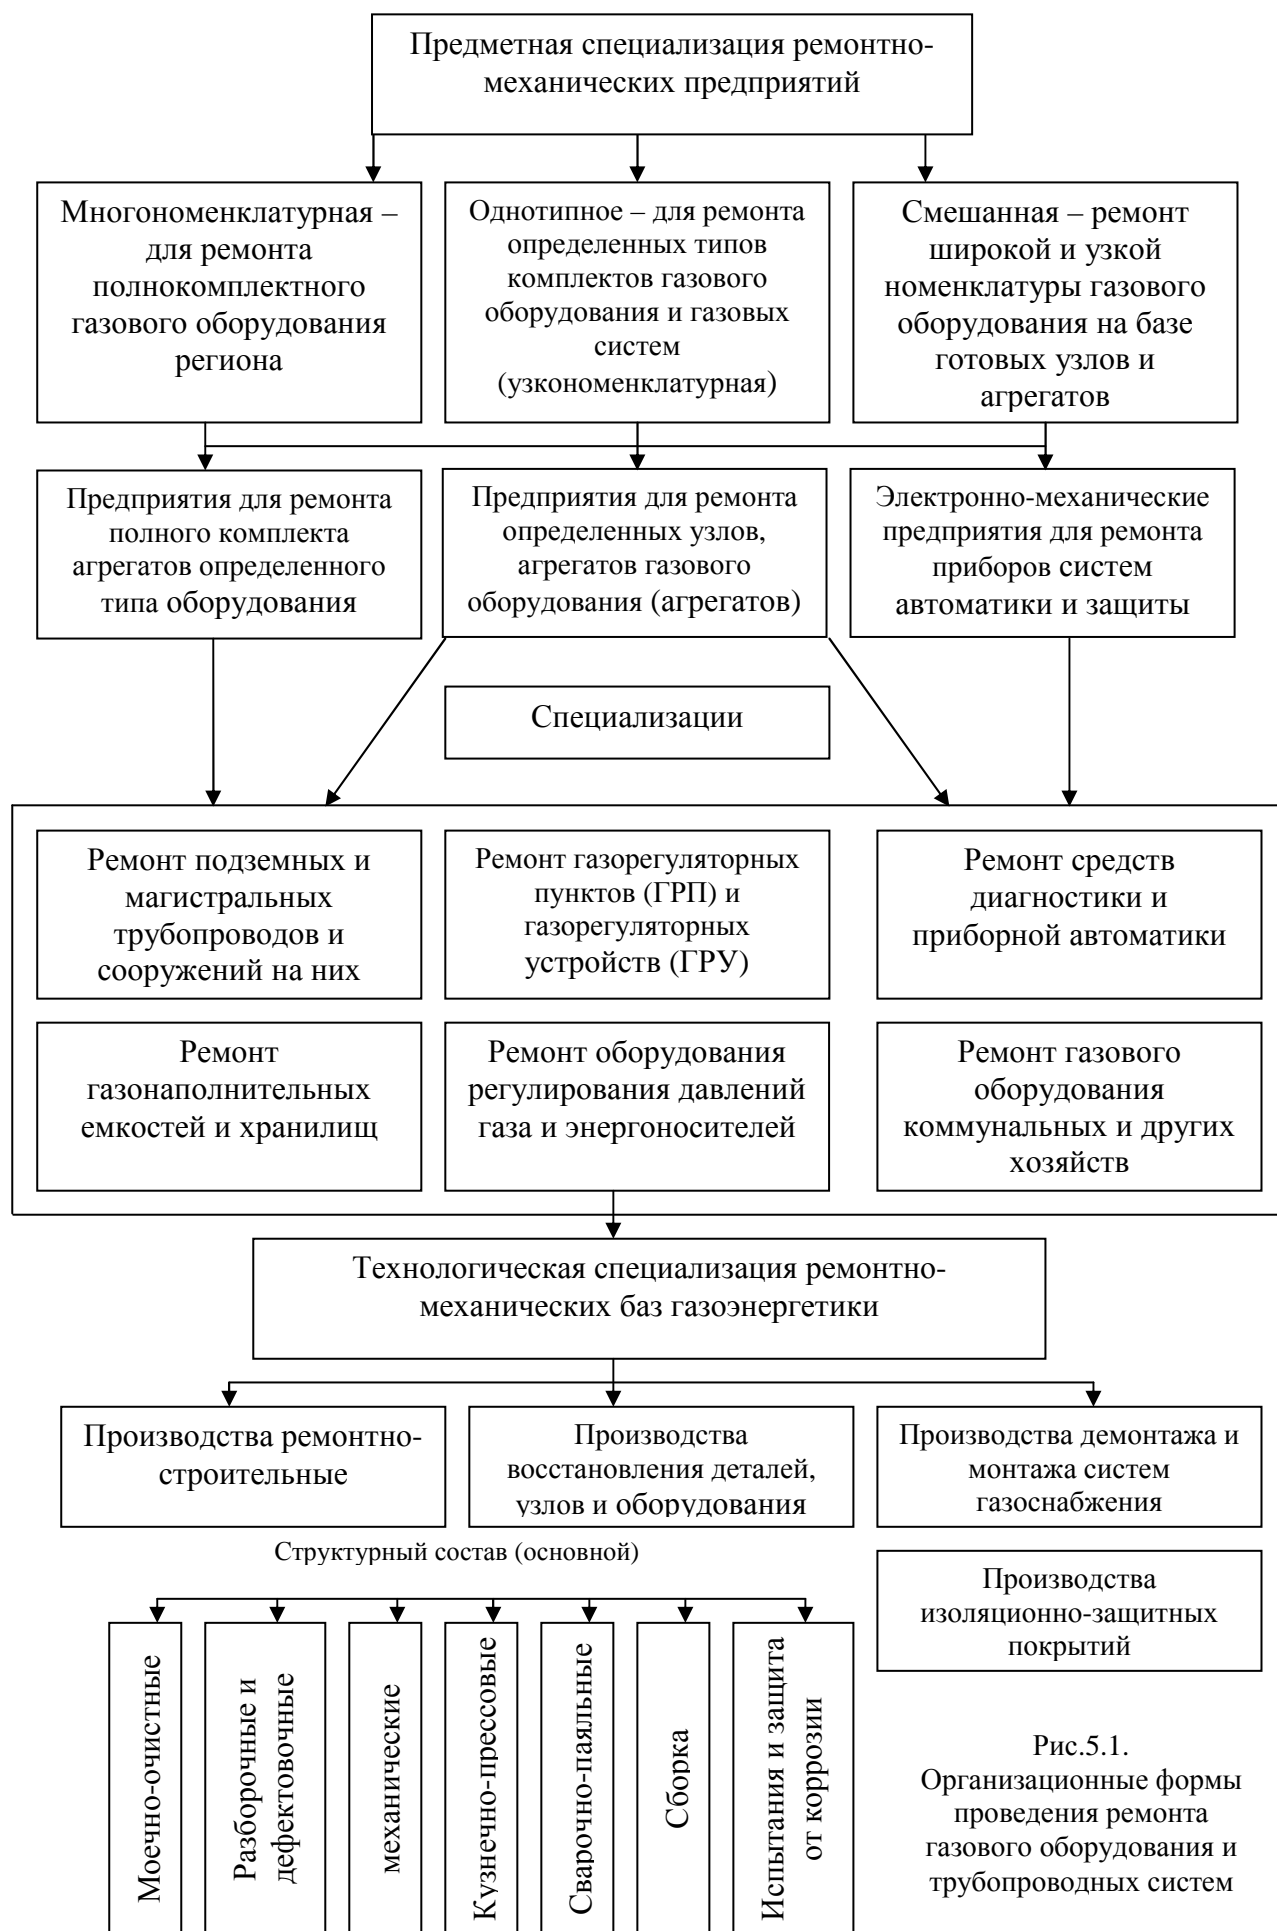 Предметная специализация ремонтно-
механических предприятий
Многономенклатурная –
для ремонта
полнокомплектного
газового оборудования
региона
Однотипное – для ремонта
определенных типов
комплектов газового
оборудования и газовых
систем
(узкономенклатурная)
Смешанная – ремонт
широкой и узкой
номенклатуры газового
оборудования на базе
готовых узлов и
агрегатов
Предприятия для ремонта
полного комплекта
агрегатов определенного
типа оборудования
Предприятия для ремонта
определенных узлов,
агрегатов газового
оборудования (агрегатов)
Электронно-механические
предприятия для ремонта
приборов систем
автоматики и защиты
Специализации
Ремонт подземных и
магистральных
трубопроводов и
сооружений на них
Ремонт газорегуляторных
пунктов (ГРП) и
газорегуляторных
устройств (ГРУ)
Ремонт средств
диагностики и
приборной автоматики
Ремонт
газонаполнительных
емкостей и хранилищ
Ремонт оборудования
регулирования давлений
газа и энергоносителей
Ремонт газового
оборудования
коммунальных и других
хозяйств
Технологическая специализация ремонтно-
механических баз газоэнергетики
Производства ремонтно-
строительные
Производства
восстановления деталей,
узлов и оборудования
Производства демонтажа и
монтажа систем
газоснабжения
Структурный состав (основной)
Производства
изоляционно-защитных
покрытий
Моечно-очистные
Разборочные и
дефектовочные
механические
Кузнечно-прессовые
Сварочно-паяльные
Сборка
Испытания и защита
от коррозии
Рис.5.1.
Организационные формы
проведения ремонта
газового оборудования и
трубопроводных систем